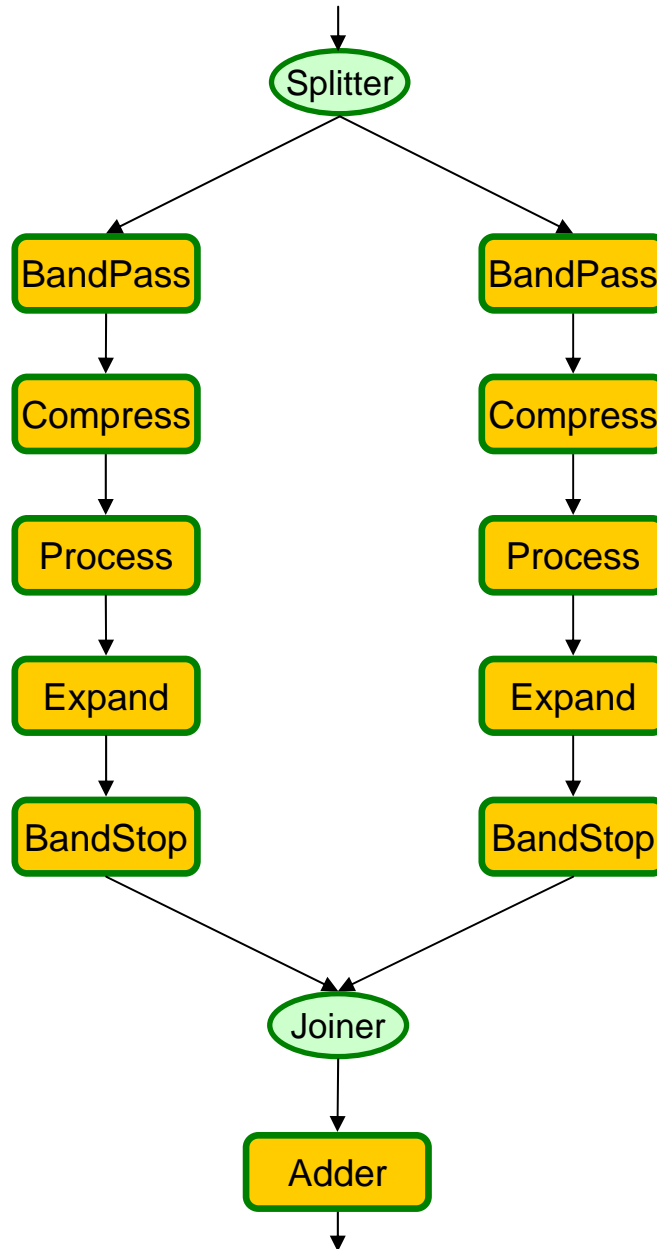 Splitter
BandPass
BandPass
Compress
Compress
Process
Process
Expand
Expand
BandStop
BandStop
Joiner
Adder